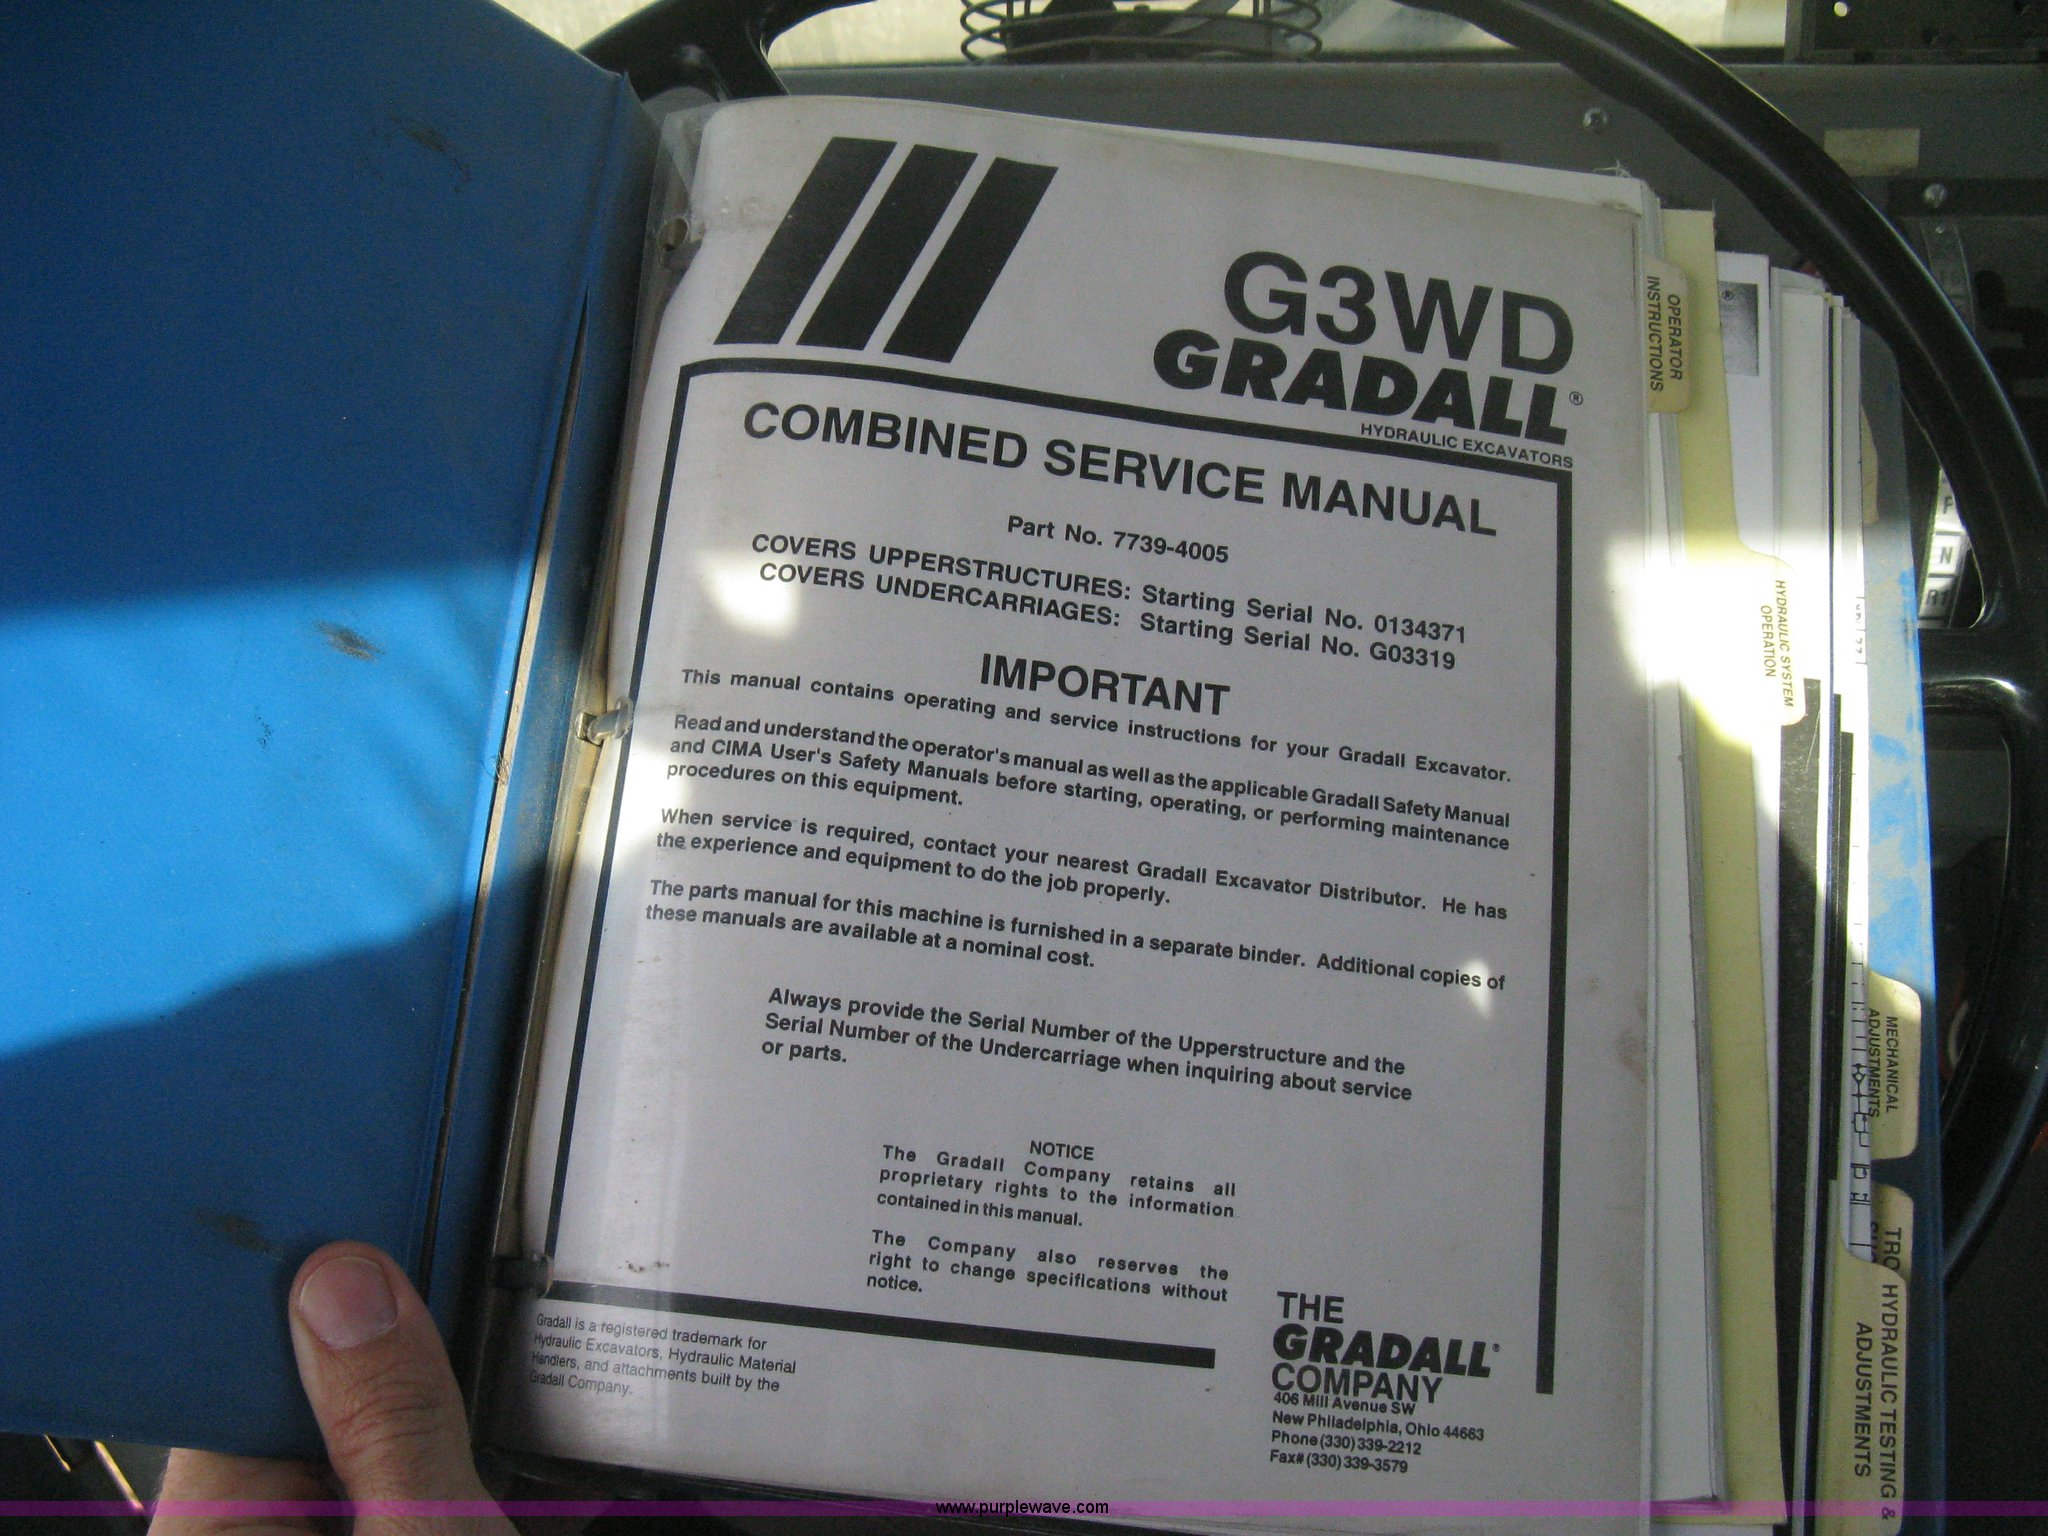 G3WD
GRADALL®
HYDRAULIC EXCAVATORS
COMBINED SERVICE MANUAL
Part No. 7739-4005
COVERS UPPERSTRUCTURES: Starting Serial No. 0134371
COVERS UNDERCARRIAGES: Starting Serial No. G03319
IMPORTANT
This manual contains operating and service instructions for your Gradall Excavator.
Read and understand the operator's manual as well as the applicable Gradall Safety Manual
and CIMA User's Safety Manuals before starting, operating, or performing maintenance
procedures on this equipment.
When service is required, contact your nearest Gradall Excavator Distributor. He has
the experience and equipment to do the job properly.
The parts manual for this machine is furnished in a separate binder. Additional copies of
these manuals are available at a nominal cost.
Always provide the Serial Number of the Upperstructure and the
Serial Number of the Undercarriage when inquiring about service
or parts.
NOTICE
The Gradall Company retains all
proprietary rights to the information
contained in this manual.
The Company also reserves the
right to change specifications without
notice.
Gradall is a registered trademark for
Hydraulic Excavators, Hydraulic Material
Handlers, and attachments built by the
Gradall Company.
THE
GRADALL®
COMPANY
406 Mill Avenue SW
New Philadelphia, Ohio 44663
Phone (330) 339-2212
Fax# (330) 339-3579
OPERATOR
INSTRUCTIONS
®
HYDRAULIC SYSTEM
OPERATION
F
N
R1
MECHANICAL
ADJUSTMENTS
TRO
HYDRAULIC TESTING &
ADJUSTMENTS
www.purplewave.com